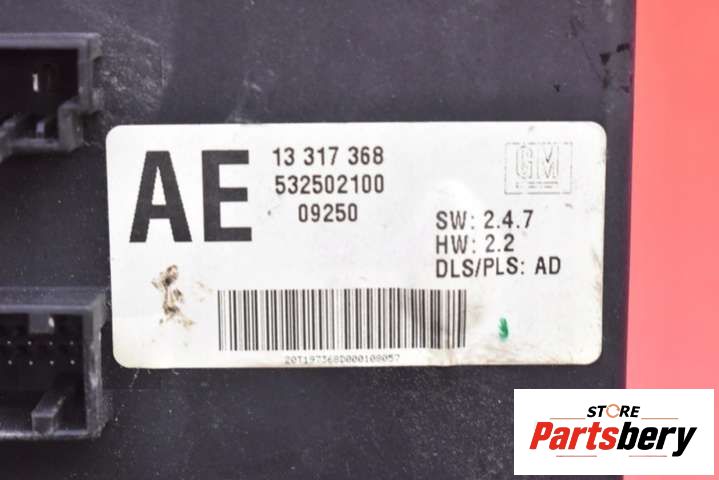 AE
13 317 368
532502100
09250
GM
SW: 2.4.7
HW: 2.2
DLS/PLS: AD
20T197368D000108057
STORE
Partsbery